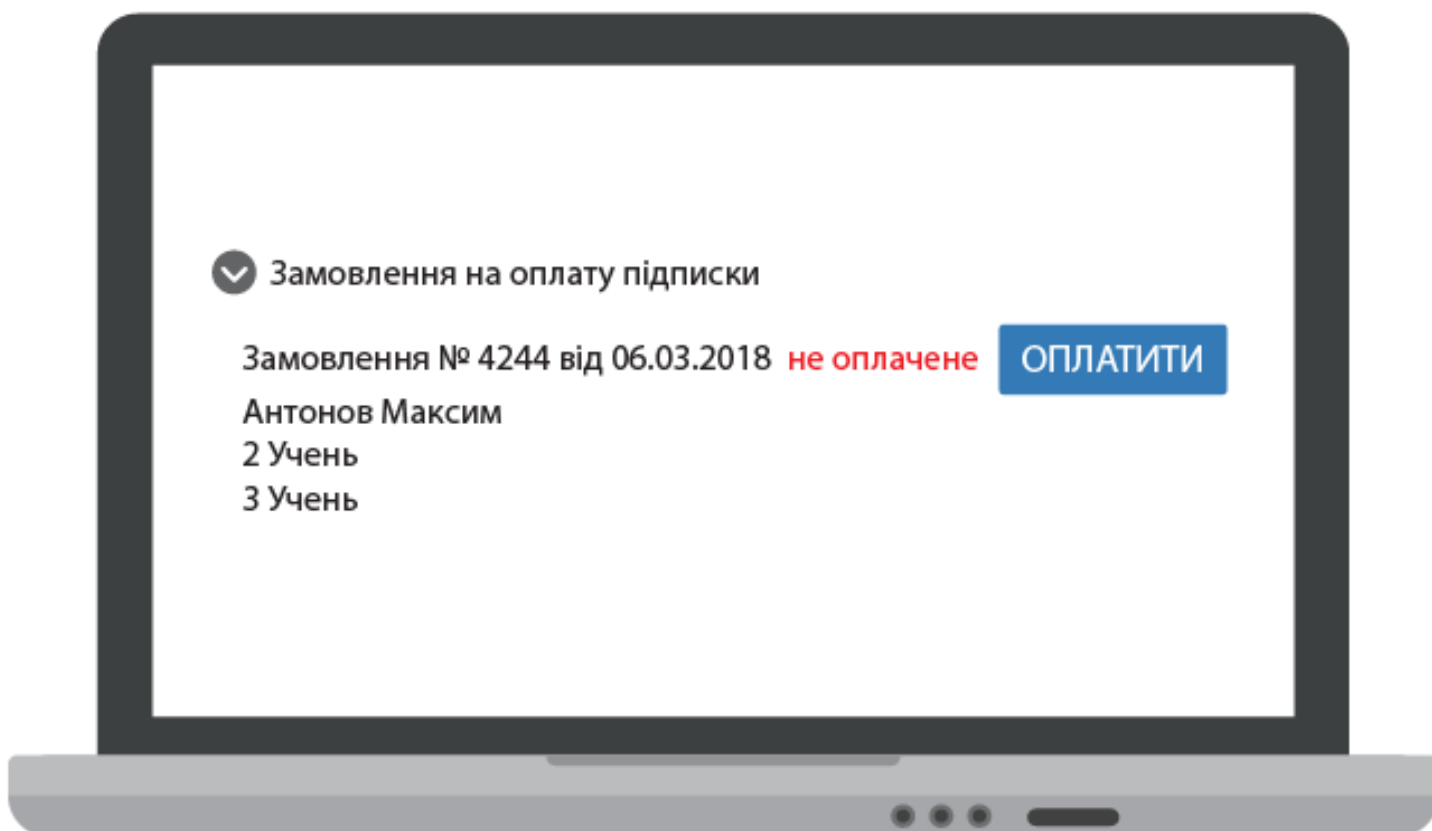 Замовлення на оплату підписки
Замовлення № 4244 від 06.03.2018 не оплачене ОПЛАТИТИ
Антонов Максим
2 Учень
3 Учень